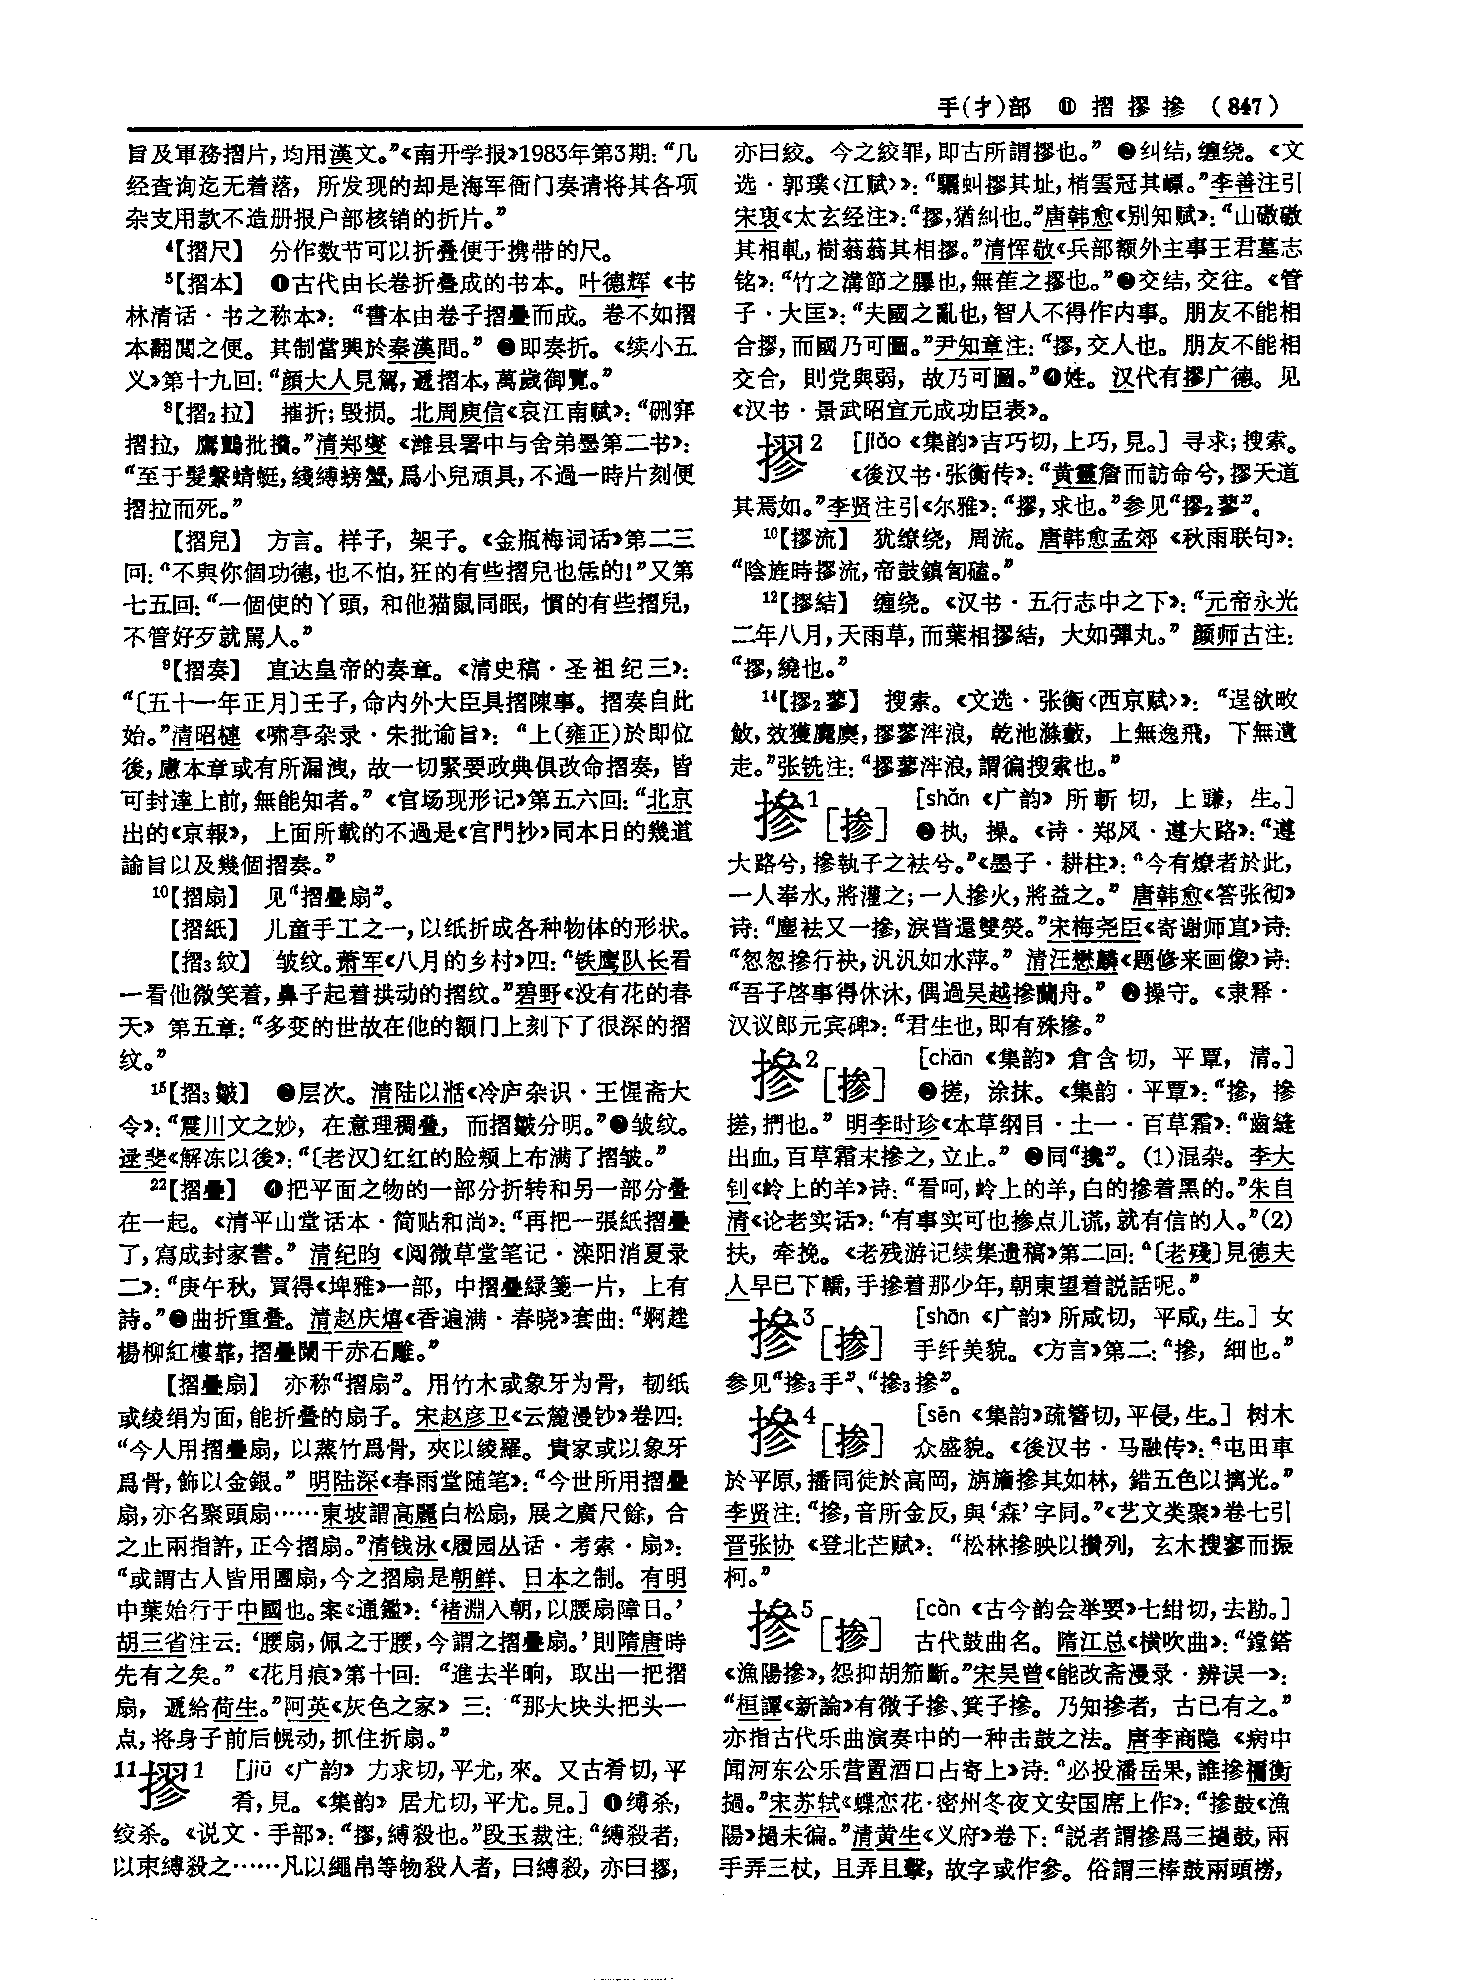 手(扌)部 ⑪ 摺摎摻 (847)
旨及軍務摺片，均用漢文。”《南开学报》1983年第3期：“几
经查询迄无着落，所发现的却是海军衙门奏请将其各项
杂支用款不造册报户部核销的折片。”
⁴【摺尺】 分作数节可以折叠便于携带的尺。
⁵【摺本】 ❶古代由长卷折叠成的书本。叶德辉《书
林清话·书之称本》：“書本由卷子摺疊而成。卷不如摺
本翻閱之便。其制當興於秦漢間。”❷即奏折。《续小五
义》第十九回：“顔大人見駕，遞摺本，萬歲御覽。”
⁸【摺₂拉】 摧折；毁损。北周庾信《哀江南赋》：“硎穽
摺拉，鷹鸇批攢。”清郑燮《潍县署中与舍弟墨第二书》：
“至于髮繫蜻蜓，綫縛螃蟹，爲小兒頑具，不過一時片刻便
摺拉而死。”
【摺兒】 方言。样子，架子。《金瓶梅词话》第二三
回：“不與你個功德，也不怕，狂的有些摺兒也恁的！”又第
七五回：“一個使的丫頭，和他猫鼠同眠，慣的有些摺兒，
不管好歹就駡人。”
⁹【摺奏】 直达皇帝的奏章。《清史稿·圣祖纪三》：
“〔五十一年正月〕壬子，命内外大臣具摺陳事。摺奏自此
始。”清昭槤《啸亭杂录·朱批谕旨》：“上(雍正)於即位
後，慮本章或有所漏洩，故一切緊要政典俱改命摺奏，皆
可封達上前，無能知者。”《官场现形记》第五六回：“北京
出的《京報》，上面所載的不過是《宫門抄》同本日的幾道
諭旨以及幾個摺奏。”
¹⁰【摺扇】 见“摺疊扇”。
【摺紙】 儿童手工之一，以纸折成各种物体的形状。
【摺₃纹】 皱纹。萧军《八月的乡村》四：“铁鹰队长看
一看他微笑着，鼻子起着拱动的摺纹。”碧野《没有花的春
天》第五章：“多变的世故在他的额门上刻下了很深的摺
纹。”
¹⁵【摺₃皺】 ❶层次。清陆以湉《冷庐杂识·王惺斋大
令》：“震川文之妙，在意理稠叠，而摺皺分明。”❷皱纹。
逯斐《解冻以後》：“〔老汉〕红红的脸颊上布满了摺皱。”
²²【摺疊】 ❶把平面之物的一部分折转和另一部分叠
在一起。《清平山堂话本·简贴和尚》：“再把一張紙摺疊
了，寫成封家書。”清纪昀《阅微草堂笔记·滦阳消夏录
二》：“庚午秋，買得《埤雅》一部，中摺疊緑箋一片，上有
詩。”❷曲折重叠。清赵庆熺《香遍满·春晓》套曲：“婀趖
楊柳紅樓靠，摺疊闌干赤石雕。”
【摺疊扇】 亦称“摺扇”。用竹木或象牙为骨，韧纸
或绫绢为面，能折叠的扇子。宋赵彦卫《云麓漫钞》卷四：
“今人用摺疊扇，以蒸竹爲骨，夾以綾羅。貴家或以象牙
爲骨，飾以金銀。”明陆深《春雨堂随笔》：“今世所用摺疊
扇，亦名聚頭扇……東坡謂高麗白松扇，展之廣尺餘，合
之止兩指許，正今摺扇。”清钱泳《履园丛话·考索·扇》：
“或謂古人皆用團扇，今之摺扇是朝鮮、日本之制。有明
中葉始行于中國也。案《通鑑》：‘褚淵入朝，以腰扇障日。’
胡三省注云：‘腰扇，佩之于腰，今謂之摺疊扇。’則隋唐時
先有之矣。”《花月痕》第十回：“進去半晌，取出一把摺
扇，遞給荷生。”阿英《灰色之家》三：“那大块头把头一
点，将身子前后幌动，抓住折扇。”
11摎1 [jiū《广韵》力求切，平尤，來。又古肴切，平
肴，見。《集韵》居尤切，平尤。見。] ❶缚杀，
绞杀。《说文·手部》：“摎，縛殺也。”段玉裁注：“縛殺者，
以束縛殺之……凡以繩帛等物殺人者，曰縛殺，亦曰摎，
亦曰絞。今之絞罪，即古所謂摎也。”❷纠结，缠绕。《文
选·郭璞〈江赋〉》：“驪虯摎其址，梢雲冠其嶚。”李善注引
宋衷《太玄经注》：“摎，猶糾也。”唐韩愈《别知赋》：“山磝磝
其相軋，樹蓊蓊其相摎。”清恽敬《兵部额外主事王君墓志
铭》：“竹之溝節之臞也，無萑之摎也。”❸交结，交往。《管
子·大匡》：“夫國之亂也，智人不得作内事。朋友不能相
合摎，而國乃可圖。”尹知章注：“摎，交人也。朋友不能相
交合，則党與弱，故乃可圖。”❹姓。汉代有摎广德。见
《汉书·景武昭宣元成功臣表》。
摎2 [jiǎo《集韵》吉巧切，上巧，見。] 寻求；搜索。
《後汉书·张衡传》：“黄靈詹而訪命兮，摎天道
其焉如。”李贤注引《尔雅》：“摎，求也。”参见“摎₂蓼”。
¹⁰【摎流】 犹缭绕，周流。唐韩愈孟郊《秋雨联句》：
“陰旌時摎流，帝鼓鎮訇磕。”
¹²【摎結】 缠绕。《汉书·五行志中之下》：“元帝永光
二年八月，天雨草，而葉相摎結，大如彈丸。”颜师古注：
“摎，繞也。”
¹⁴【摎₂蓼】 搜索。《文选·张衡〈西京赋〉》：“逞欲畋
䱷，效獲麑麌，摎蓼浶浪，乾池滌藪，上無逸飛，下無遺
走。”张铣注：“摎蓼浶浪，謂徧搜索也。”
摻1[掺] [shǎn《广韵》所斬切，上豏，生。]
❶执，操。《诗·郑风·遵大路》：“遵
大路兮，摻執子之袪兮。”《墨子·耕柱》：“今有燎者於此，
一人奉水，將灌之；一人摻火，將益之。”唐韩愈《答张彻》
诗：“塵袪又一摻，淚眥還雙熒。”宋梅尧臣《寄谢师直》诗：
“怱怱摻行袂，汎汎如水萍。”清汪懋麟《题修来画像》诗：
“吾子啓事得休沐，偶過吴越摻蘭舟。”❷操守。《隶释·
汉议郎元宾碑》：“君生也，即有殊摻。”
摻2[掺] [chān《集韵》倉含切，平覃，清。]
❶搓，涂抹。《集韵·平覃》：“摻，摻
搓，捫也。”明李时珍《本草纲目·土一·百草霜》：“齒縫
出血，百草霜末摻之，立止。”❷同“攙”。(1)混杂。李大
钊《岭上的羊》诗：“看呵，岭上的羊，白的摻着黑的。”朱自
清《论老实话》：“有事实可也掺点儿谎，就有信的人。”(2)
扶，牵挽。《老残游记续集遗稿》第二回：“〔老殘〕見德夫
人早已下轎，手摻着那少年，朝東望着説話呢。”
摻3[掺] [shān《广韵》所咸切，平咸，生。] 女
手纤美貌。《方言》第二：“摻，細也。”
参见“摻₃手”、“摻₃摻”。
摻4[掺] [sēn《集韵》疏簪切，平侵，生。] 树木
众盛貌。《後汉书·马融传》：“屯田車
於平原，播同徒於高岡，旃旝摻其如林，錯五色以摛光。”
李贤注：“摻，音所金反，與‘森’字同。”《艺文类聚》卷七引
晋张协《登北芒赋》：“松林摻映以攢列，玄木搜寥而振
柯。”
摻5[掺] [càn《古今韵会举要》七紺切，去勘。]
古代鼓曲名。隋江总《横吹曲》：“鏜鞳
《漁陽摻》，怨抑胡笳斷。”宋吴曾《能改斋漫录·辨误一》：
“桓譚《新論》有微子摻、箕子摻。乃知摻者，古已有之。”
亦指古代乐曲演奏中的一种击鼓之法。唐李商隐《病中
闻河东公乐营置酒口占寄上》诗：“必投潘岳果，誰摻禰衡
撾。”宋苏轼《蝶恋花·密州冬夜文安国席上作》：“摻鼓《漁
陽》撾未徧。”清黄生《义府》卷下：“説者謂摻爲三撾鼓，兩
手弄三杖，且弄且擊，故字或作參。俗謂三棒鼓兩頭撈，